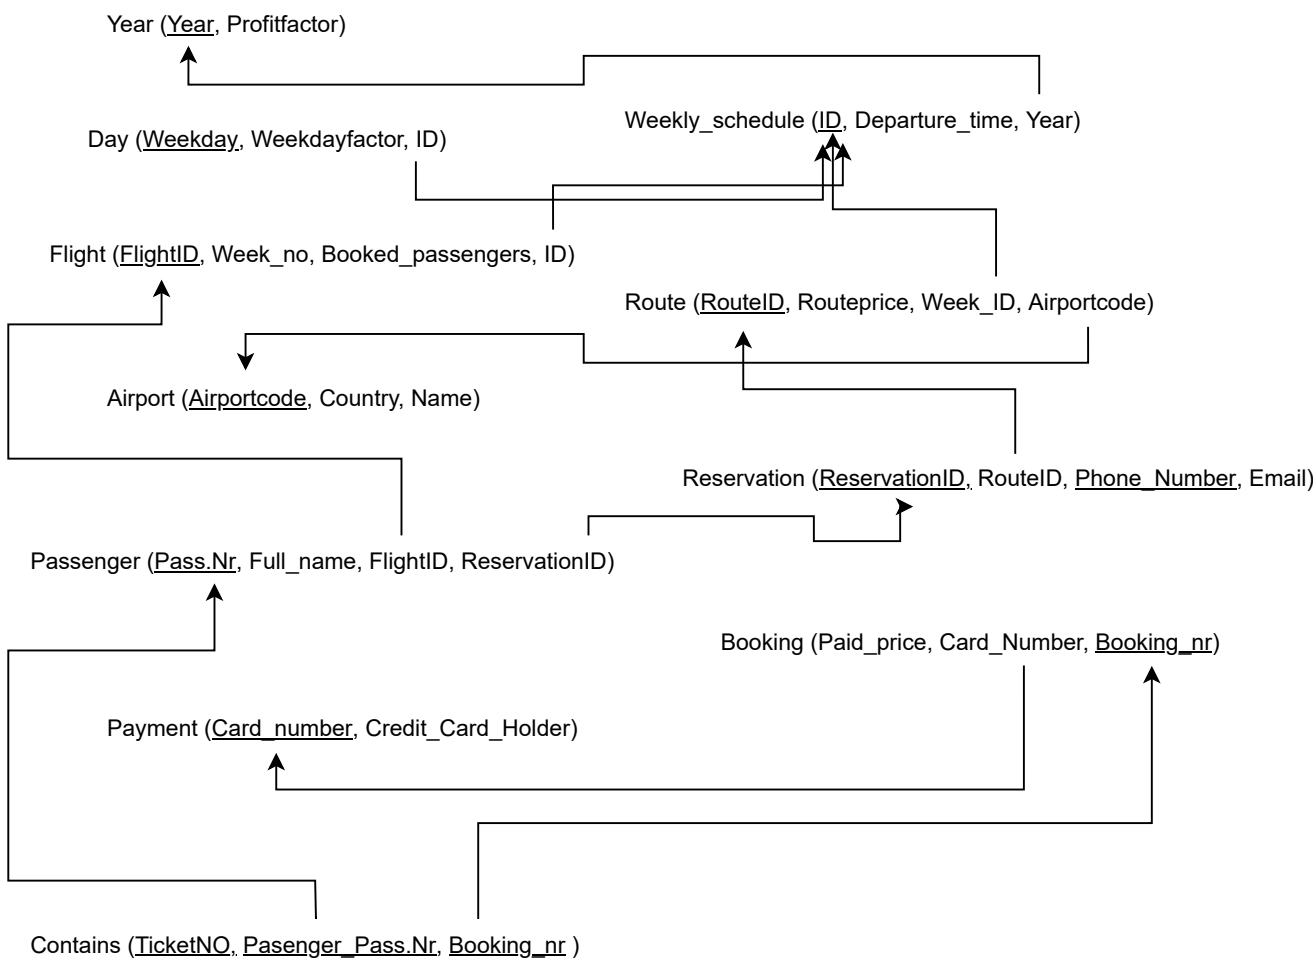 Year (Year, Profitfactor)
Weekly_schedule (ID, Departure_time, Year)
Day (Weekday, Weekdayfactor, ID)
Flight (FlightID, Week_no, Booked_passengers, ID)
Route (RouteID, Routeprice, Week_ID, Airportcode)
Airport (Airportcode, Country, Name)
Reservation (ReservationID, RouteID, Phone_Number, Email)
Passenger (Pass.Nr, Full_name, FlightID, ReservationID)
Booking (Paid_price, Card_Number, Booking_nr)
Payment (Card_number, Credit_Card_Holder)
Contains (TicketNO, Pasenger_Pass.Nr, Booking_nr )